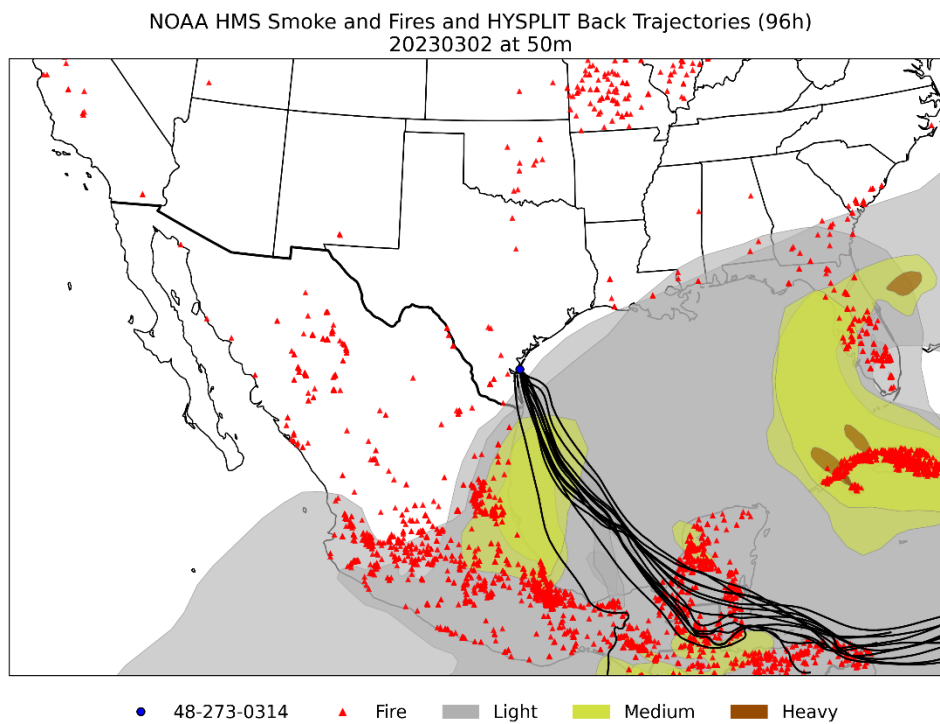 NOAA HMS Smoke and Fires and HYSPLIT Back Trajectories (96h)
20230302 at 50m
48-273-0314 Fire Light Medium Heavy